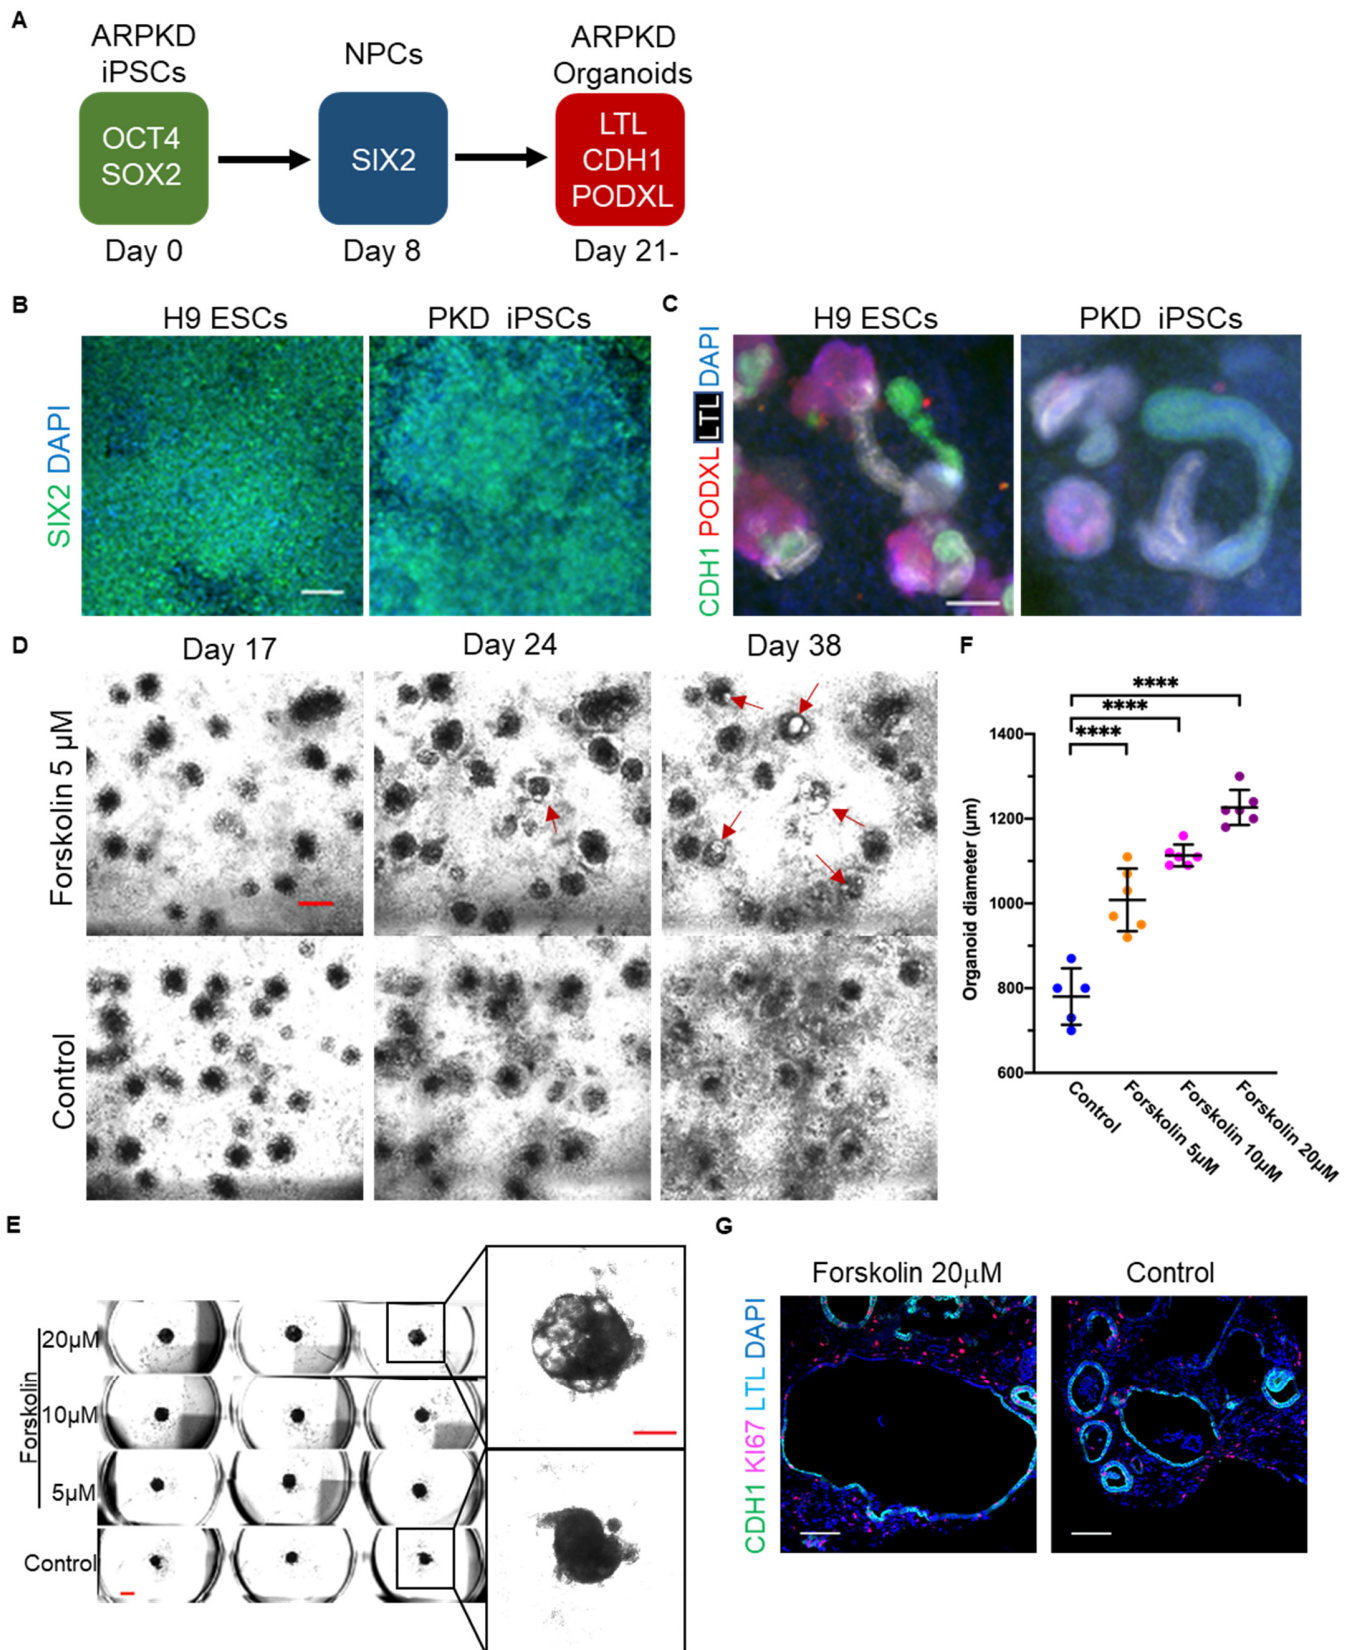 A
ARPKD
iPSCs
NPCs
ARPKD
Organoids
OCT4
SOX2
SIX2
LTL
CDH1
PODXL
Day 0
Day 8
Day 21-
B
H9 ESCs
PKD iPSCs
SIX2 DAPI
C
H9 ESCs
PKD iPSCs
CDH1 PODXL LTL DAPI
D
Day 17
Day 24
Day 38
Forskolin 5 μM
Control
F
****
****
****
1400
1200
1000
800
600
Organoid diameter (μm)
Control
Forskolin 5μM
Forskolin 10μM
Forskolin 20μM
E
Forskolin
20μM
10μM
5μM
Control
G
Forskolin 20μM
Control
CDH1 KI67 LTL DAPI